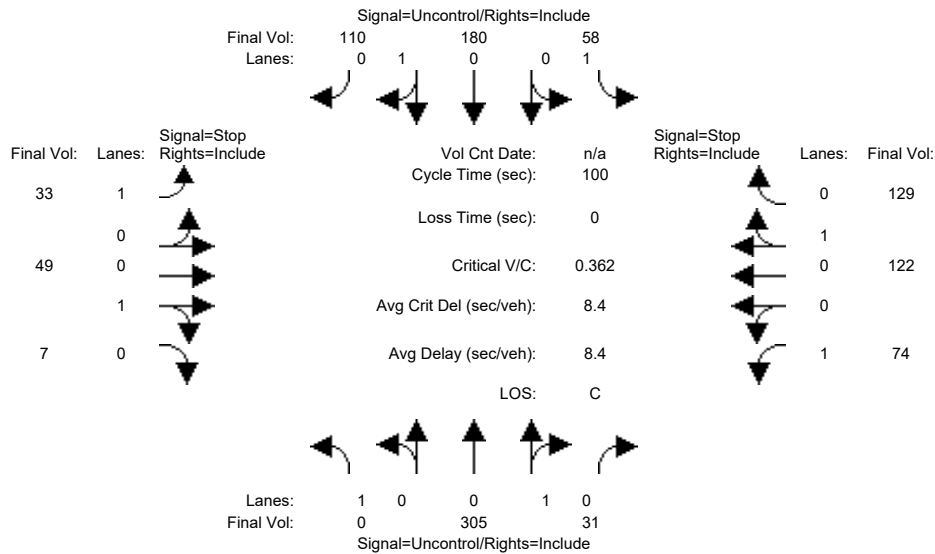 Signal=Uncontrol/Rights=Include
Final Vol: 110 180 58
Lanes: 0 1 0 0 1
Signal=Stop Signal=Stop
Final Vol: Lanes: Rights=Include Vol Cnt Date: n/a Rights=Include Lanes: Final Vol:
Cycle Time (sec): 100
33 1 0 129
Loss Time (sec): 0
0 1
49 0 Critical V/C: 0.362 0 122
1 Avg Crit Del (sec/veh): 8.4 0
7 0 Avg Delay (sec/veh): 8.4 1 74
LOS: C
Lanes: 1 0 0 1 0
Final Vol: 0 305 31
Signal=Uncontrol/Rights=Include